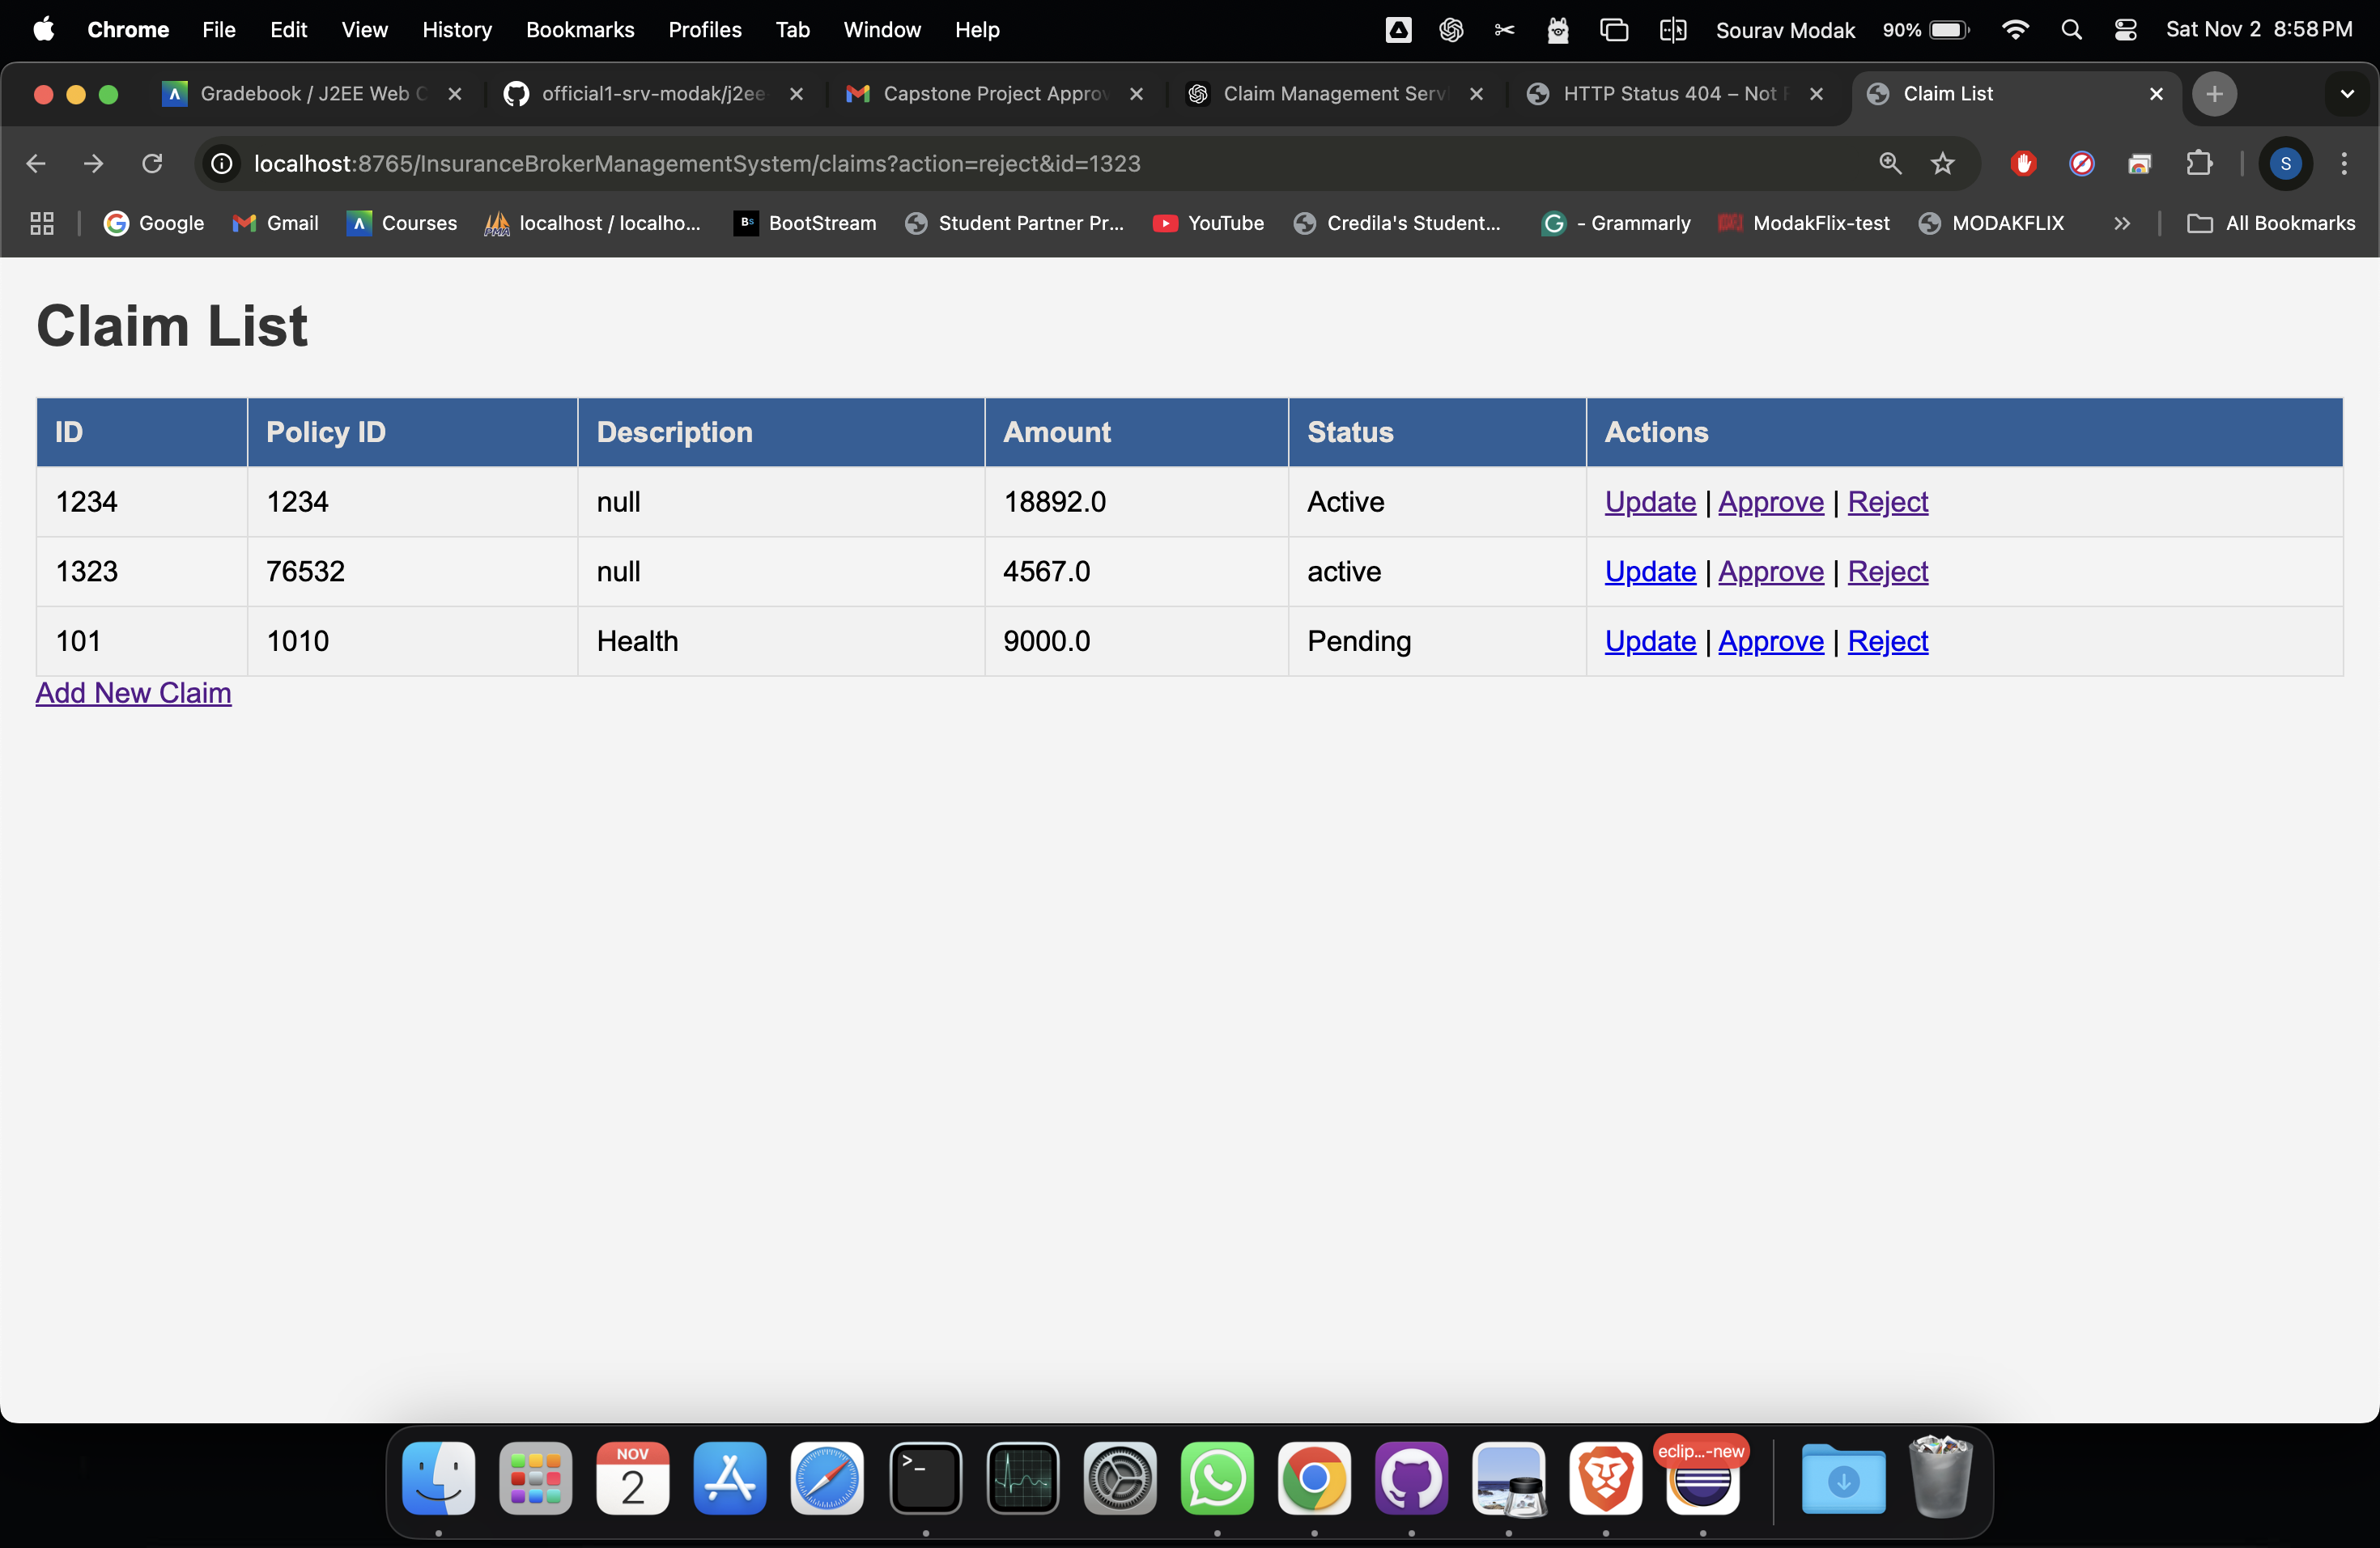 Chrome File Edit View History Bookmarks Profiles Tab Window Help Sourav Modak 90% Sat Nov 2 8:58 PM
Gradebook / J2EE Web C official1-srv-modak/j2ee- Capstone Project Approv Claim Management Servl HTTP Status 404 – Not F Claim List
localhost:8765/InsuranceBrokerManagementSystem/claims?action=reject&id=1323 S
Google Gmail Courses localhost / localho... BootStream Student Partner Pr... YouTube Credila's Student... - Grammarly ModakFlix-test MODAKFLIX » All Bookmarks
Claim List
ID Policy ID Description Amount Status Actions
1234 1234 null 18892.0 Active Update | Approve | Reject
1323 76532 null 4567.0 active Update | Approve | Reject
101 1010 Health 9000.0 Pending Update | Approve | Reject
Add New Claim
eclip...-new
NOV
2